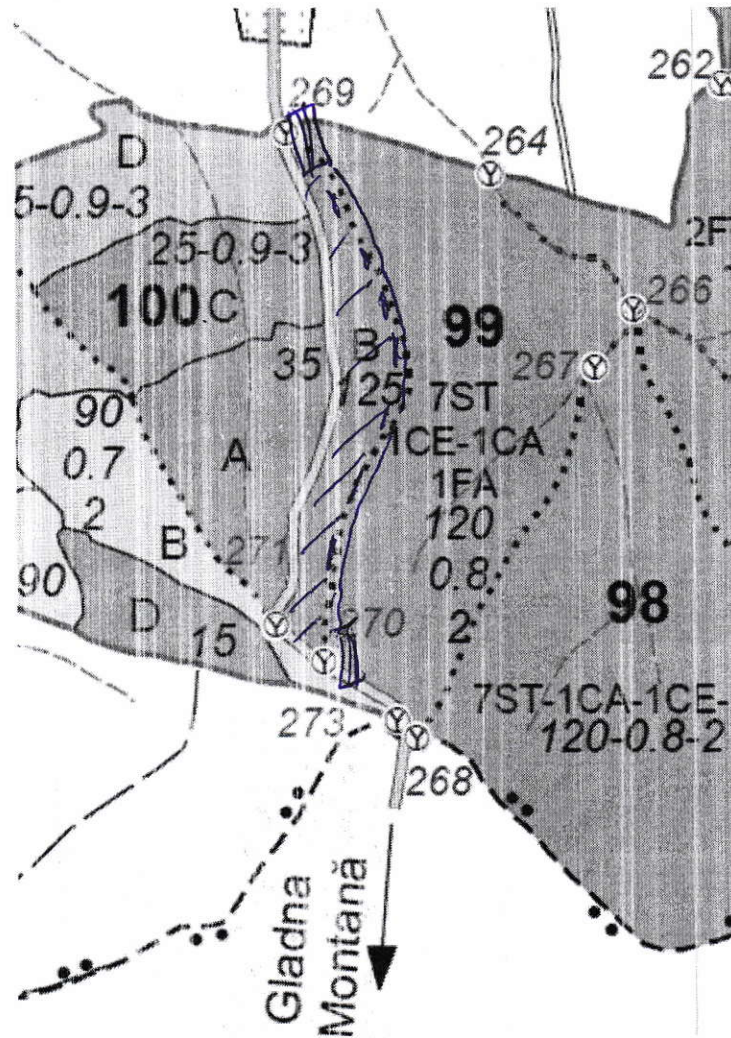 262
269
264
D
5-0.9-3
25-0.9-3
2F
266
100 C
99
B
35
267
125
7ST
90
1CE-1CA
0.7
A
1FA
2
120
B
271
0.8
90
98
D
270
2
15
7ST-1CA-1CE-
273
120-0.8-2
268
Gladna
Montană